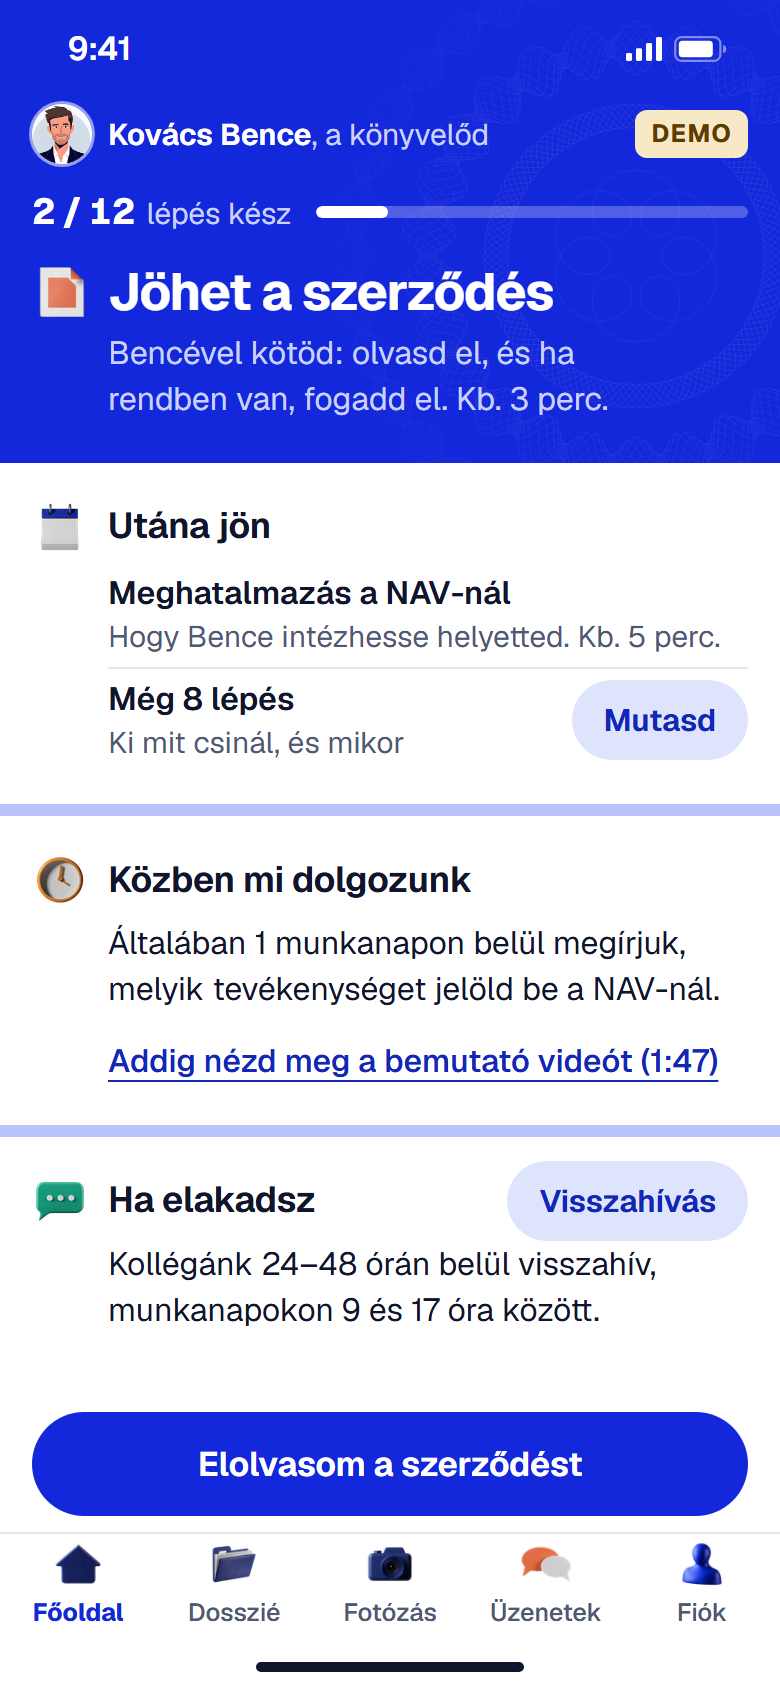 9:41
Kovács Bence, a könyvelőd
DEMO
2 / 12 lépés kész
Jöhet a szerződés
Bencével kötöd: olvasd el, és ha
rendben van, fogadd el. Kb. 3 perc.
Utána jön
Meghatalmazás a NAV-nál
Hogy Bence intézhesse helyetted. Kb. 5 perc.
Még 8 lépés
Ki mit csinál, és mikor
Mutasd
Közben mi dolgozunk
Általában 1 munkanapon belül megírjuk,
melyik tevékenységet jelöld be a NAV-nál.
Addig nézd meg a bemutató videót (1:47)
Ha elakadsz
Visszahívás
Kollégánk 24–48 órán belül visszahív,
munkanapokon 9 és 17 óra között.
Elolvasom a szerződést
Főoldal
Dosszié
Fotózás
Üzenetek
Fiók